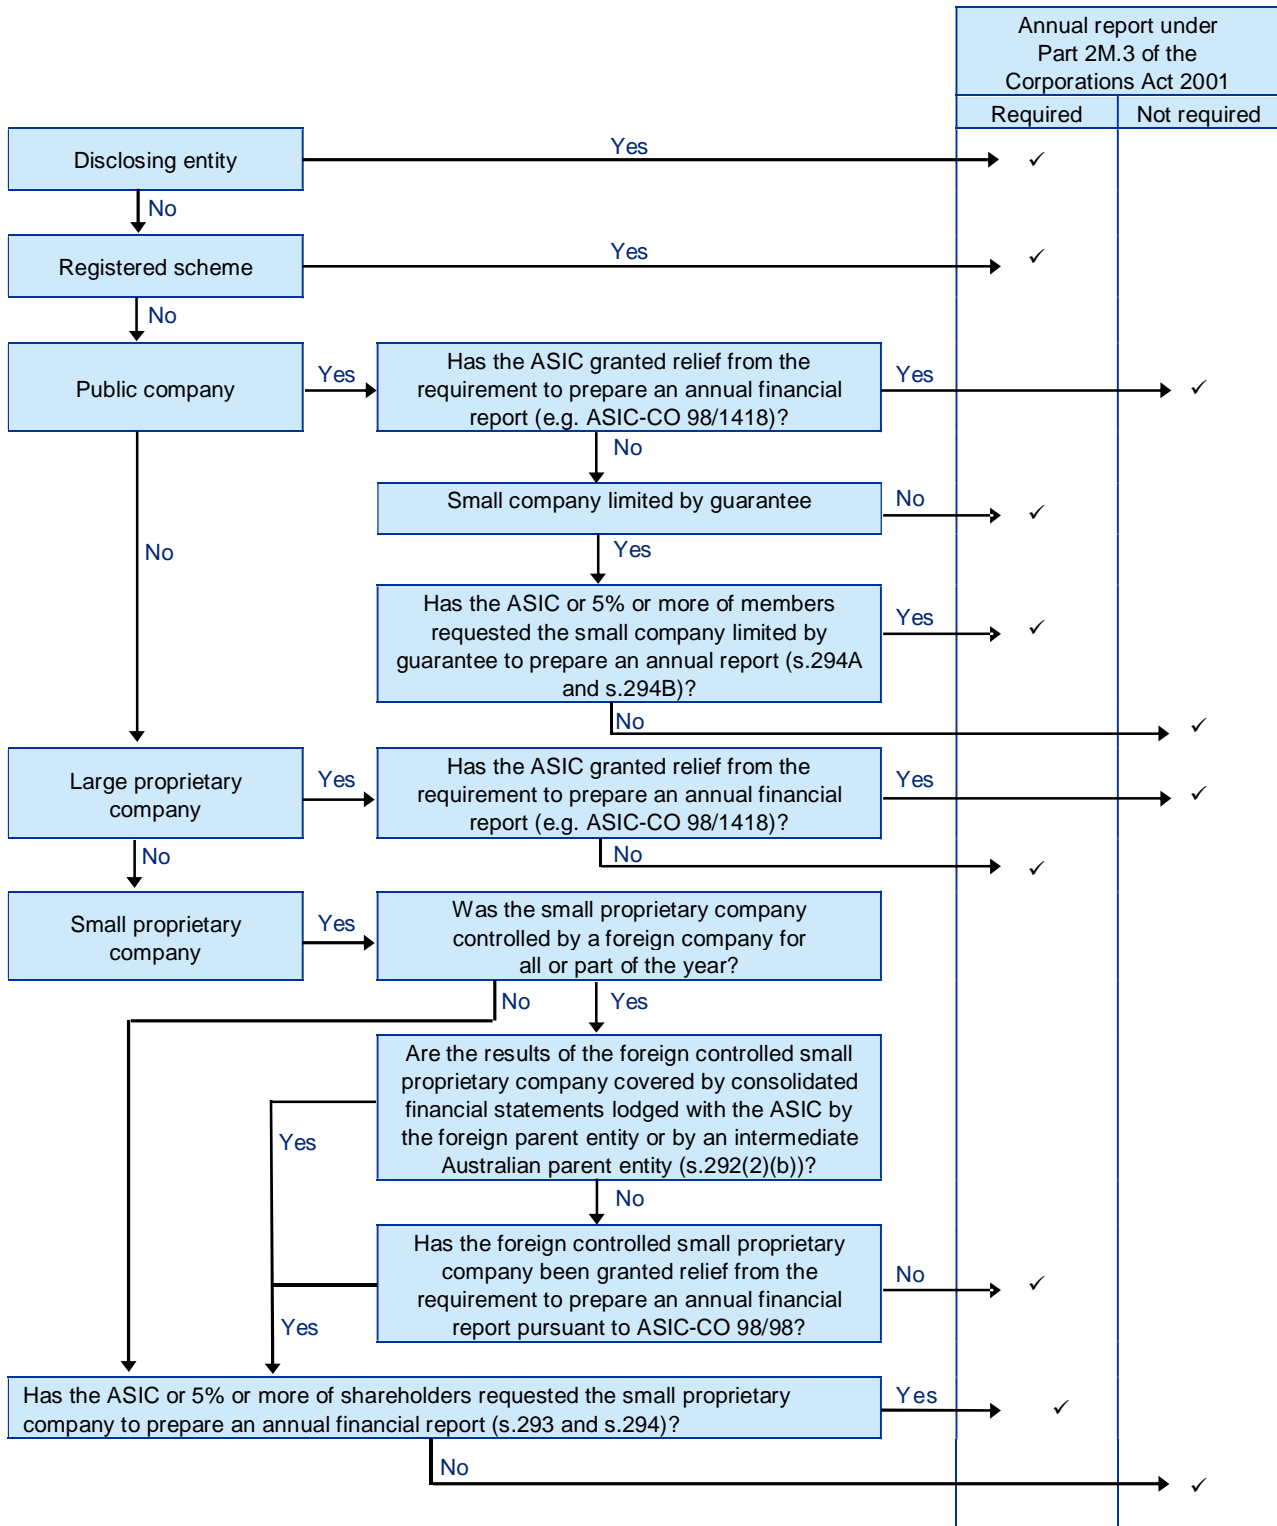 Annual report under
Part 2M.3 of the
Corporations Act 2001
Required
Not required
Disclosing entity
Yes
✓
No
Registered scheme
Yes
✓
No
Public company
Yes
Has the ASIC granted relief from the
requirement to prepare an annual financial
report (e.g. ASIC-CO 98/1418)?
Yes
✓
No
Small company limited by guarantee
No
✓
No
Yes
Has the ASIC or 5% or more of members
requested the small company limited by
guarantee to prepare an annual report (s.294A
and s.294B)?
Yes
✓
No
✓
Large proprietary
company
Yes
Has the ASIC granted relief from the
requirement to prepare an annual financial
report (e.g. ASIC-CO 98/1418)?
Yes
✓
No
✓
No
Small proprietary
company
Yes
Was the small proprietary company
controlled by a foreign company for
all or part of the year?
No
Yes
Are the results of the foreign controlled small
proprietary company covered by consolidated
financial statements lodged with the ASIC by
the foreign parent entity or by an intermediate
Australian parent entity (s.292(2)(b))?
Yes
No
Has the foreign controlled small proprietary
company been granted relief from the
requirement to prepare an annual financial
report pursuant to ASIC-CO 98/98?
No
✓
Yes
Has the ASIC or 5% or more of shareholders requested the small proprietary
company to prepare an annual financial report (s.293 and s.294)?
Yes
✓
No
✓